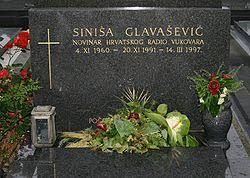 SINIŠA GLAVAŠEVIĆ
NOVINAR HRVATSKOG RADIO VUKOVARA
4. XI 1960. – 20. XI 1991. – 14. III 1997.